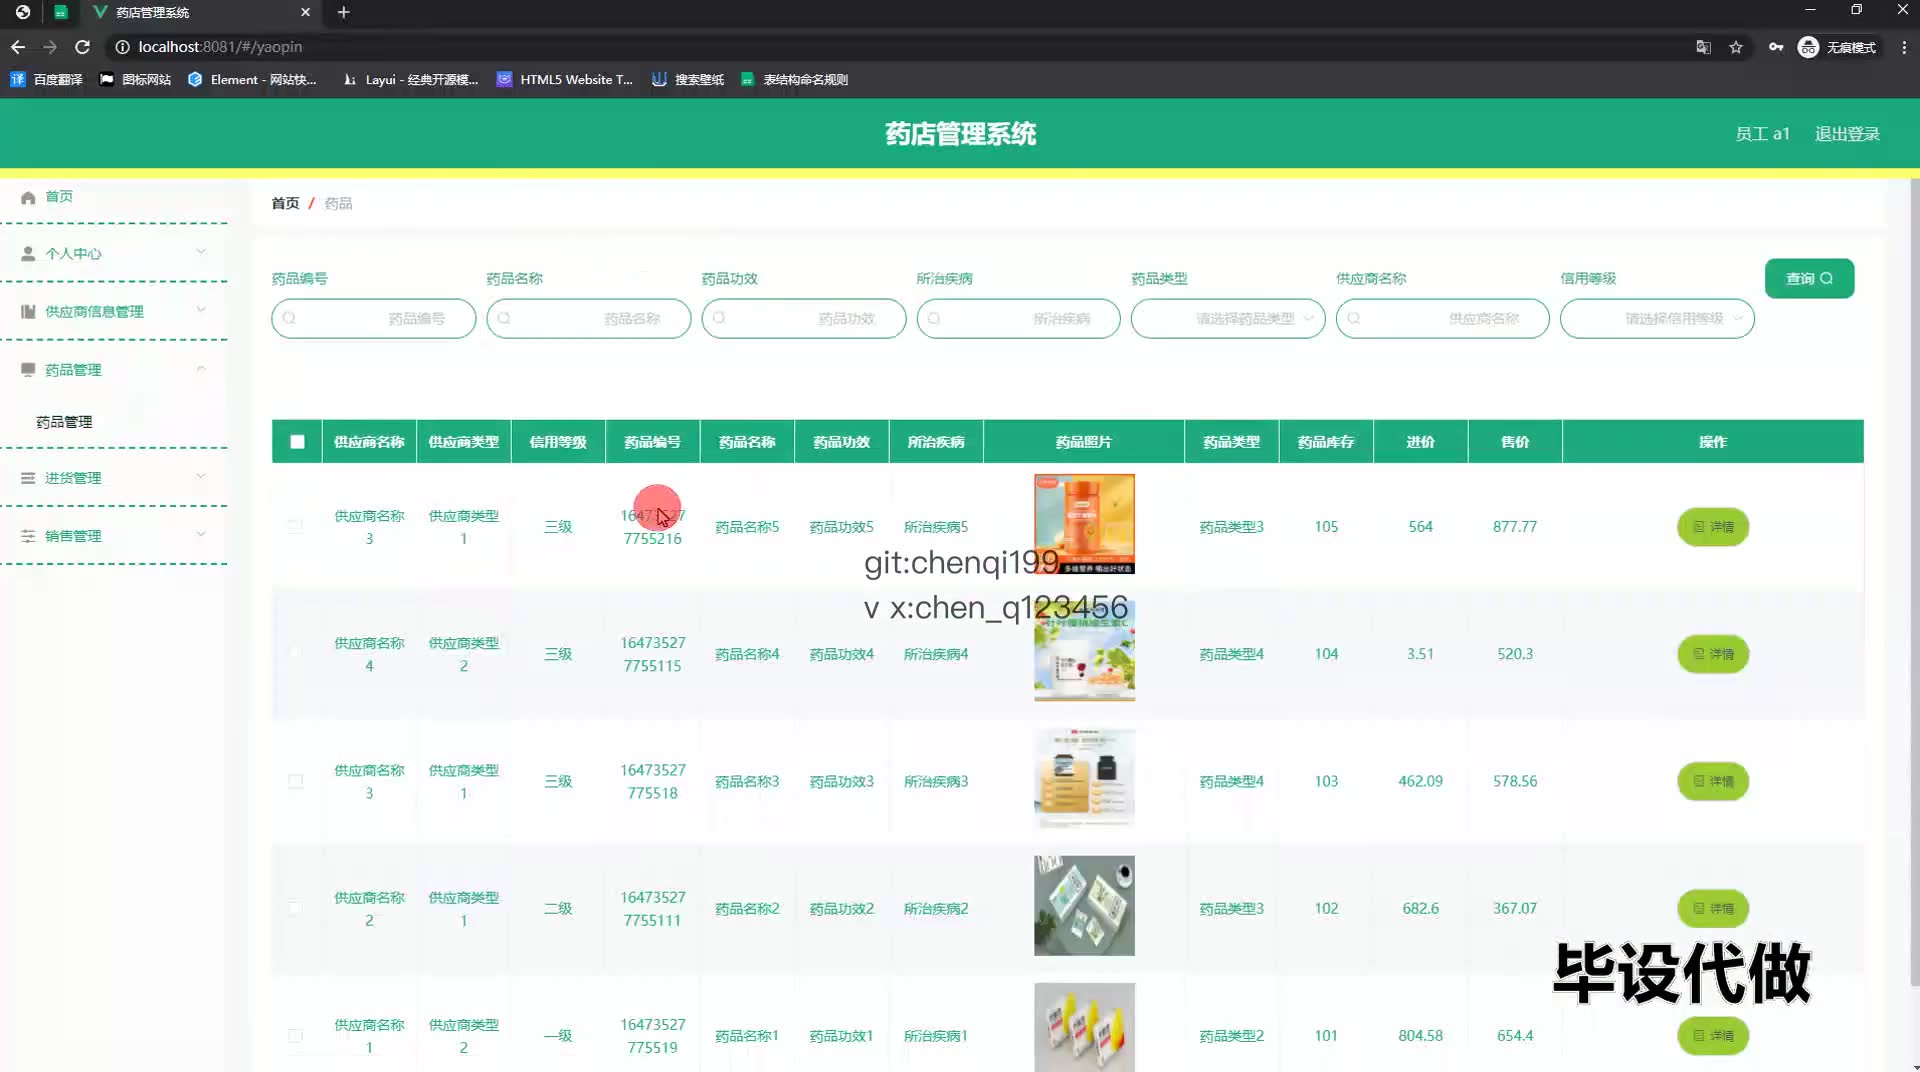 药店管理系统
localhost:8081/#/yaopin
无痕模式
百度翻译
图标网站
Element - 网站快...
Layui - 经典开源模...
HTML5 Website T...
搜索壁纸
表结构命名规则
药店管理系统
员工 a1
退出登录
首页
个人中心
供应商信息管理
药品管理
药品管理
进货管理
销售管理
首页 / 药品
药品编号 药品名称 药品功效 所治疾病 药品类型 供应商名称 信用等级
药品编号 药品名称 药品功效 所治疾病 请选择药品类型 供应商名称 请选择信用等级
查询
供应商名称 供应商类型 信用等级 药品编号 药品名称 药品功效 所治疾病 药品照片 药品类型 药品库存 进价 售价 操作
供应商名称3 供应商类型1 三级 164735277755216 药品名称5 药品功效5 所治疾病5 药品类型3 105 564 877.77 详情
供应商名称4 供应商类型2 三级 164735277755115 药品名称4 药品功效4 所治疾病4 药品类型4 104 3.51 520.3 详情
供应商名称3 供应商类型1 三级 16473527775518 药品名称3 药品功效3 所治疾病3 药品类型4 103 462.09 578.56 详情
供应商名称2 供应商类型1 二级 164735277755111 药品名称2 药品功效2 所治疾病2 药品类型3 102 682.6 367.07 详情
供应商名称1 供应商类型2 一级 16473527775519 药品名称1 药品功效1 所治疾病1 药品类型2 101 804.58 654.4 详情
git:chenqi199
v x:chen_q123456
毕设代做